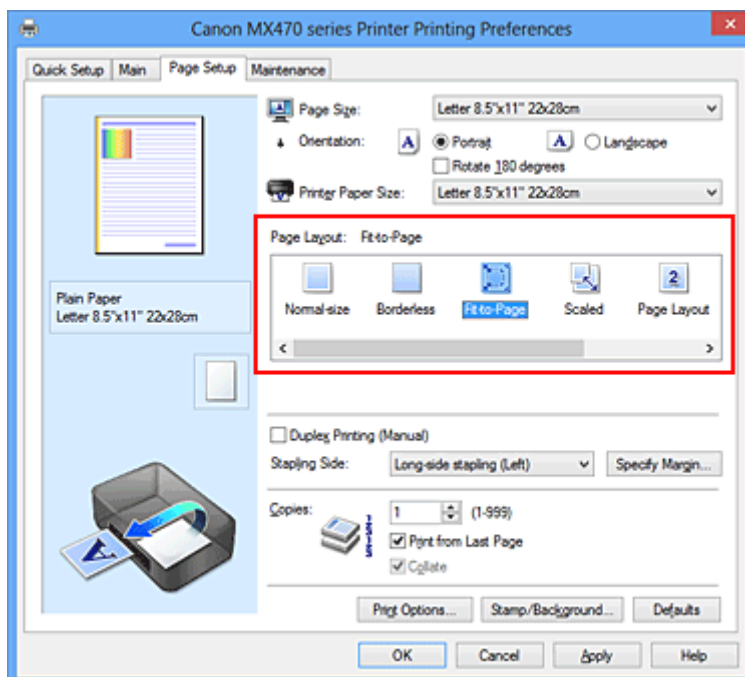 Canon MX470 series Printer Printing Preferences
Quick Setup Main Page Setup Maintenance
Page Size: Letter 8.5"x11" 22x28cm
Orientation: A Portrait A Landscape
Rotate 180 degrees
Printer Paper Size: Letter 8.5"x11" 22x28cm
Page Layout: Fit-to-Page
Normal-size Borderless Fit-to-Page Scaled 2 Page Layout
Plain Paper
Letter 8.5"x11" 22x28cm
Duplex Printing (Manual)
Stapling Side: Long-side stapling (Left) Specify Margin...
Copies: 1 (1-999)
Print from Last Page
Collate
A
Print Options... Stamp/Background... Defaults
OK Cancel Apply Help